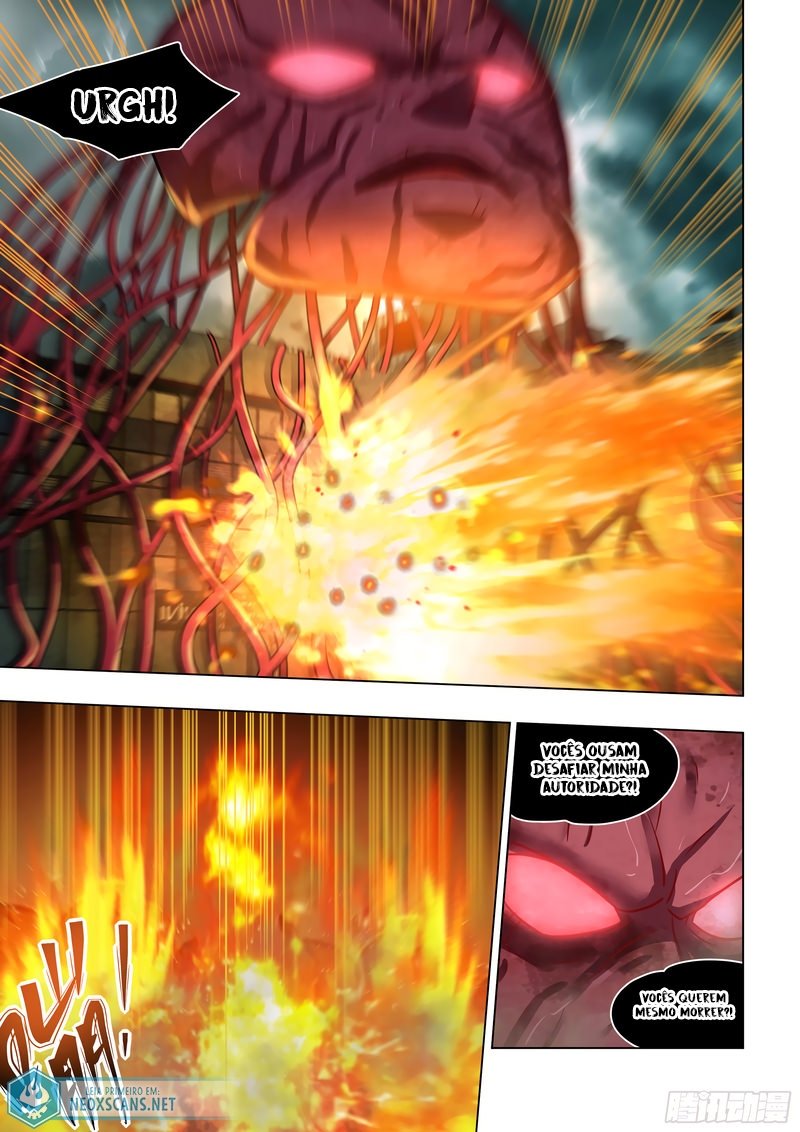 URGH!
VOCÊS OUSAM
DESAFIAR MINHA
AUTORIDADE?!
VOCÊS QUEREM
MESMO MORRER?!
LEIA PRIMEIRO EM:
NEOXSCANS.NET
腾讯动漫